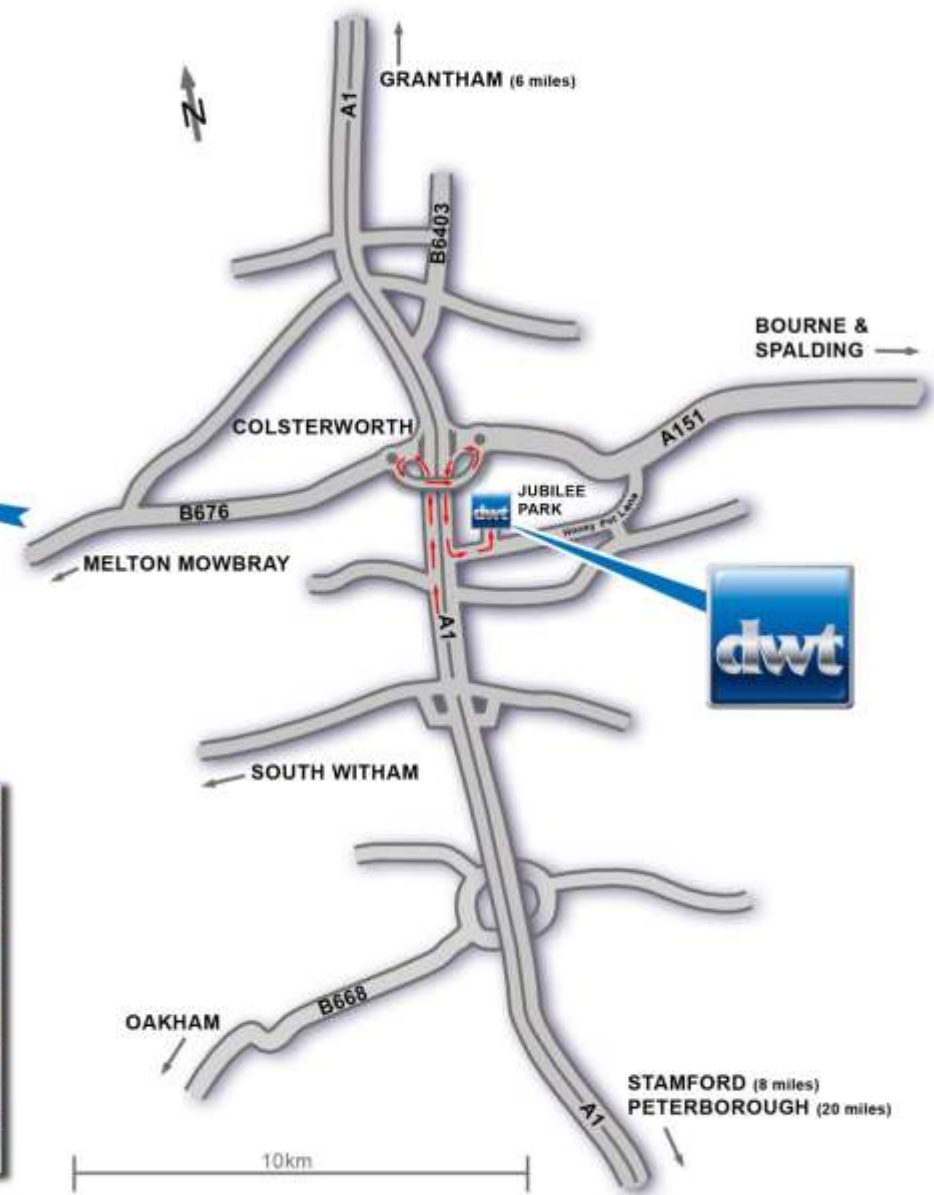 GRANTHAM (6 miles)
N
A1
B6403
BOURNE &
SPALDING
A151
COLSTERWORTH
JUBILEE
PARK
dwt
Honey Pot Lane
B676
MELTON MOWBRAY
A1
dwt
SOUTH WITHAM
B668
OAKHAM
STAMFORD (8 miles)
PETERBOROUGH (20 miles)
A1
10km